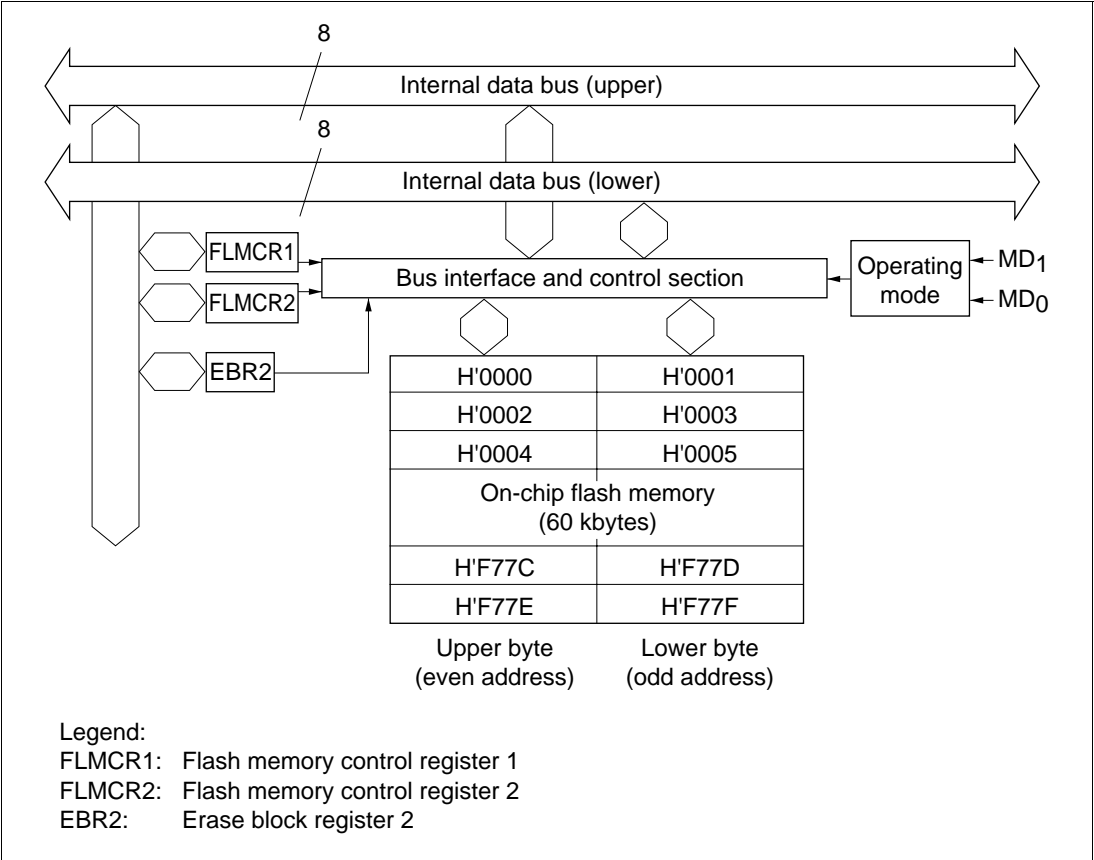 8
Internal data bus (upper)
8
Internal data bus (lower)
FLMCR1
Bus interface and control section
Operating
mode
MD1
MD0
FLMCR2
EBR2
H'0000 H'0001
H'0002 H'0003
H'0004 H'0005
On-chip flash memory
(60 kbytes)
H'F77C H'F77D
H'F77E H'F77F
Upper byte
(even address)
Lower byte
(odd address)
Legend:
FLMCR1: Flash memory control register 1
FLMCR2: Flash memory control register 2
EBR2: Erase block register 2